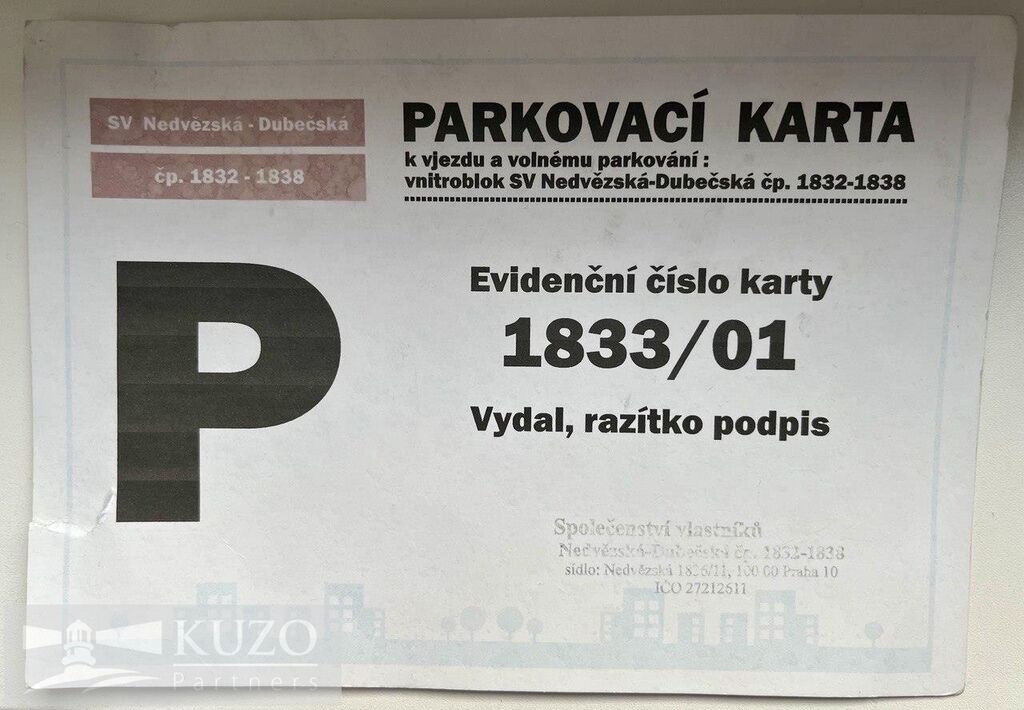 SV Nedvězská - Dubečská
čp. 1832 - 1838
PARKOVACÍ KARTA
k vjezdu a volnému parkování :
vnitroblok SV Nedvězská-Dubečská čp. 1832-1838
P
Evidenční číslo karty
1833/01
Vydal, razítko podpis
Společenství vlastníků
Nedvězská-Dubečská čp. 1832-1838
sídlo: Nedvězská 1836/11, 100 00 Praha 10
IČO 27212611
KUZO
Partners